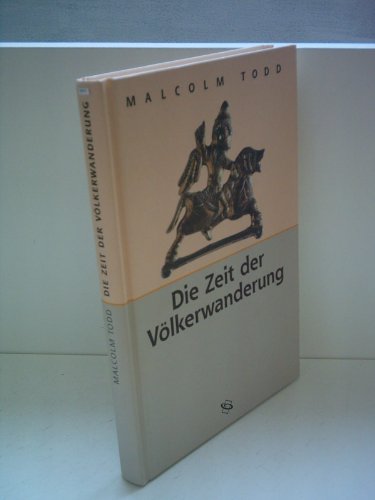 MALCOLM TODD
Die Zeit der
Völkerwanderung
MALCOLM TODD DIE ZEIT DER VÖLKERWANDERUNG